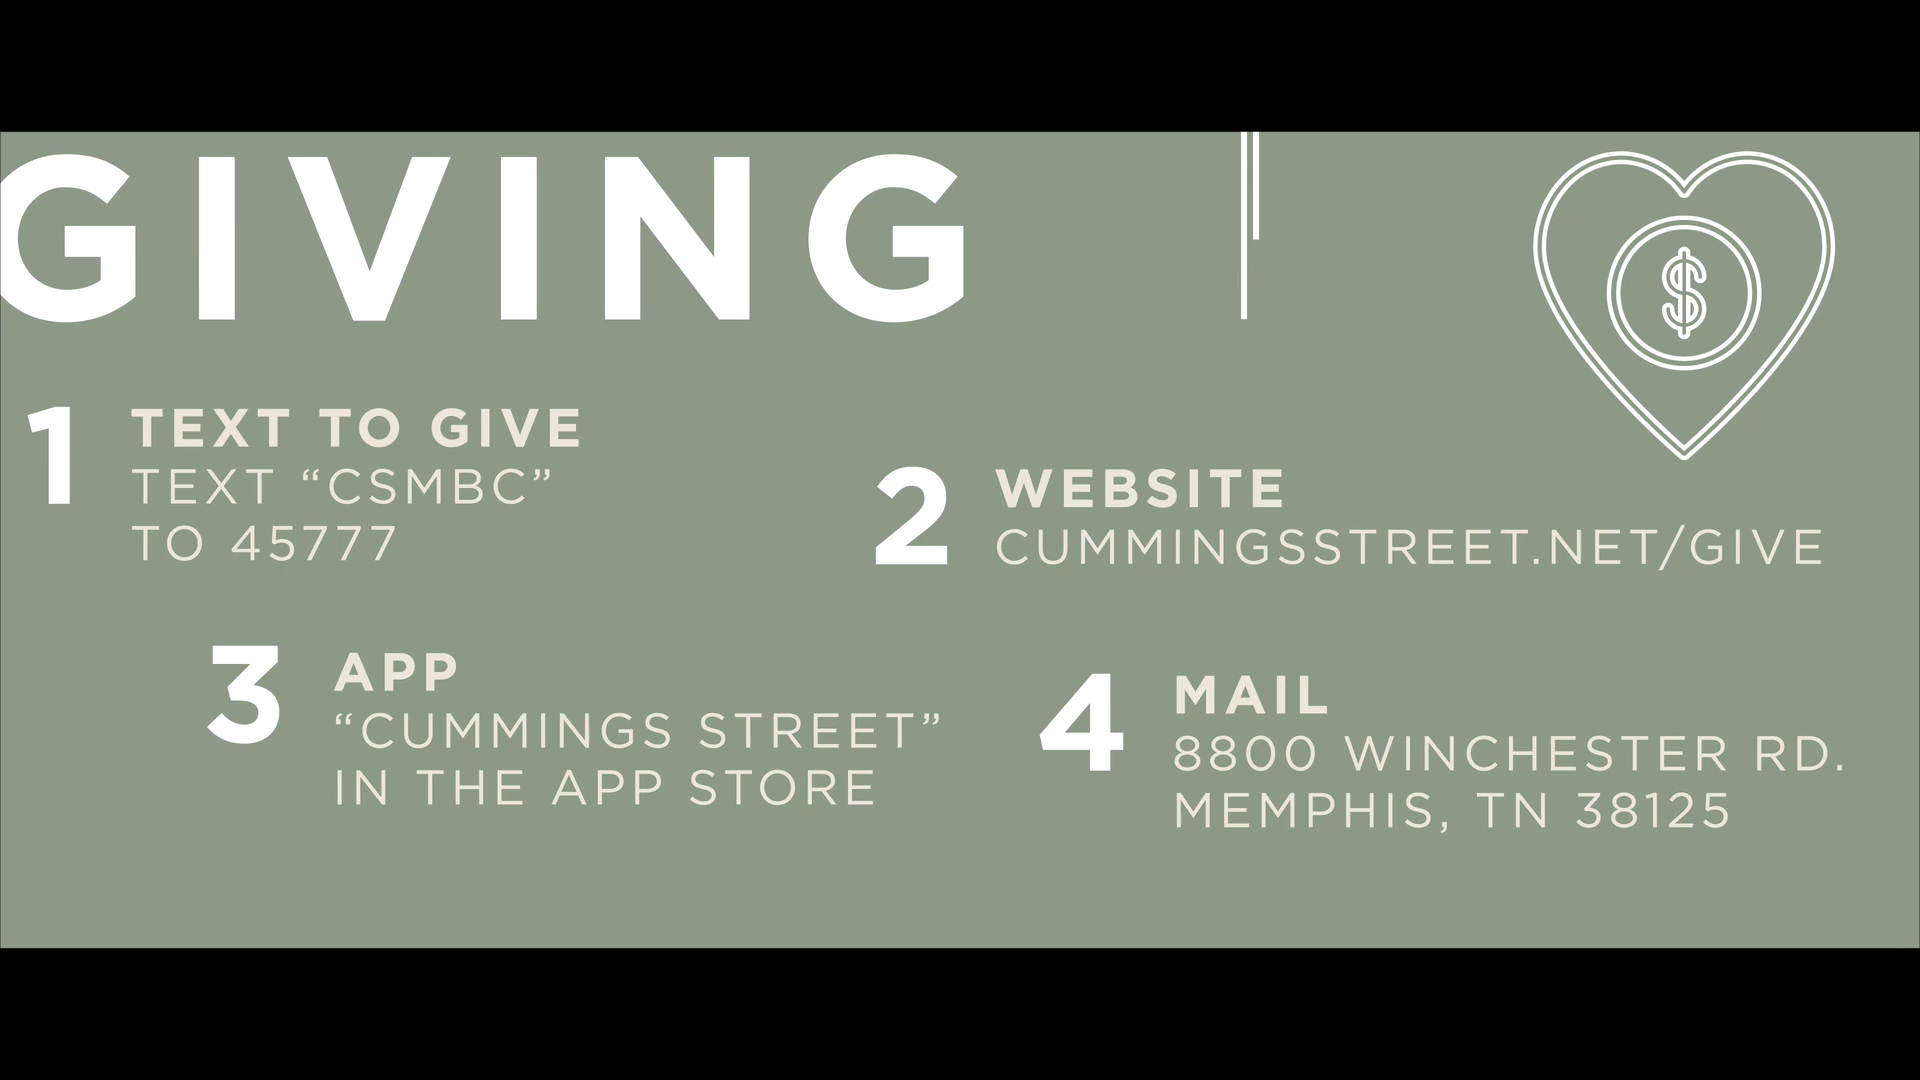 GIVING
1
TEXT TO GIVE
TEXT “CSMBC”
TO 45777
2
WEBSITE
CUMMINGSSTREET.NET/GIVE
3
APP
“CUMMINGS STREET”
IN THE APP STORE
4
MAIL
8800 WINCHESTER RD.
MEMPHIS, TN 38125
$